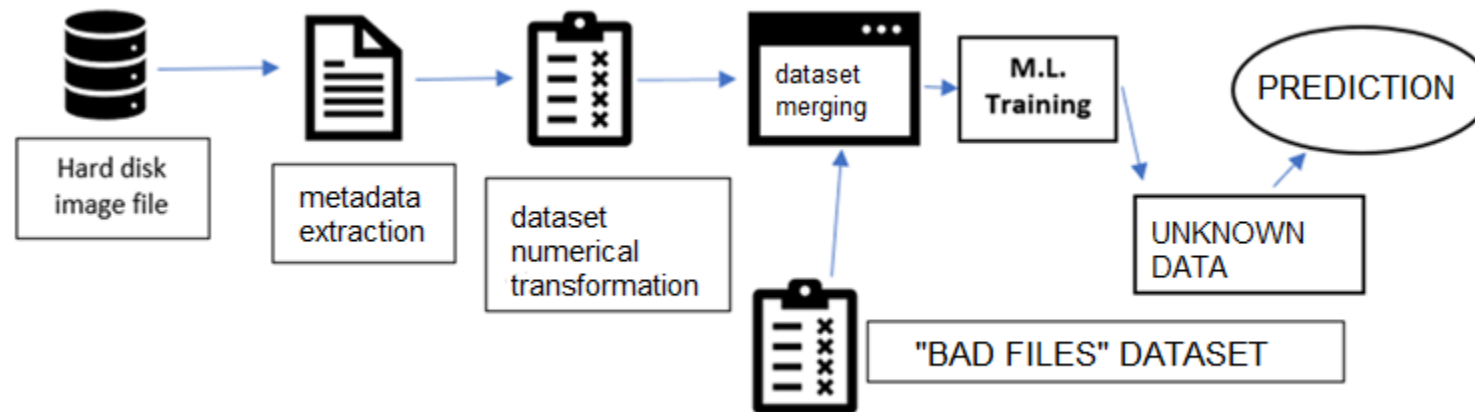 Hard disk
image file
metadata
extraction
dataset
numerical
transformation
dataset
merging
M.L.
Training
UNKNOWN
DATA
PREDICTION
"BAD FILES" DATASET